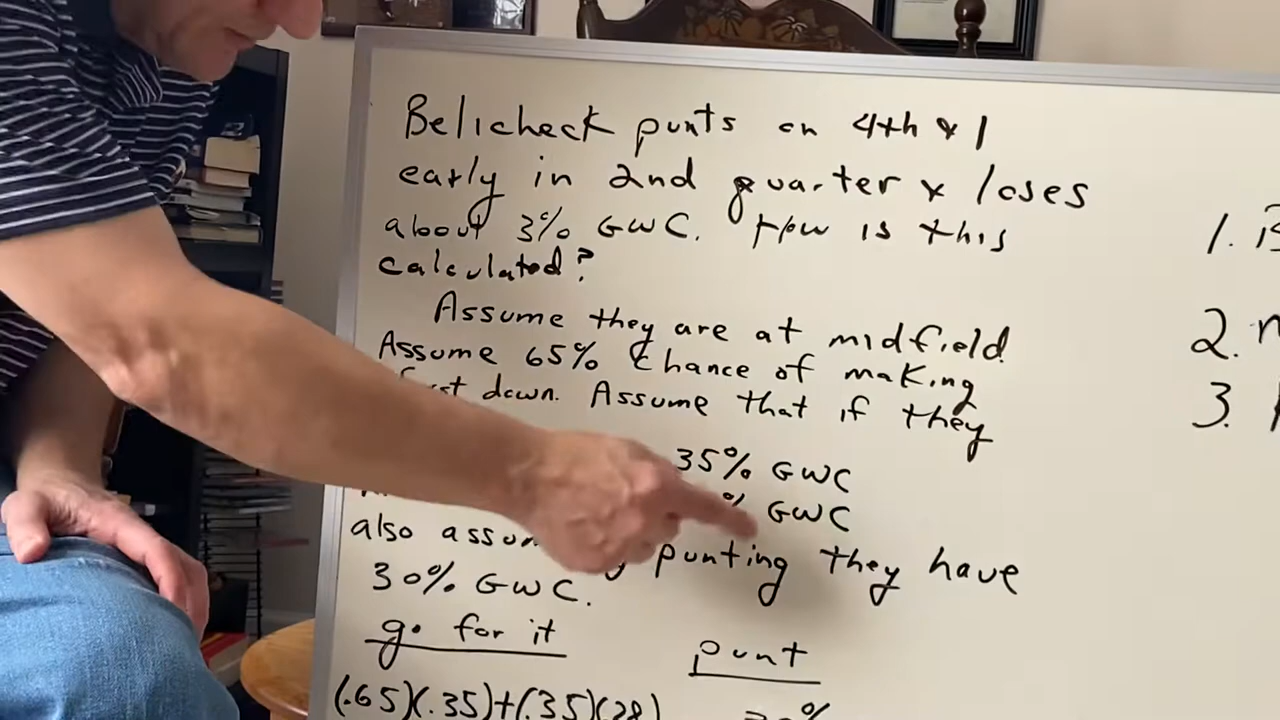 Belicheck punts on 4th & 1
early in 2nd quarter & loses
about 3% GWC. How is this
calculated?
Assume they are at midfield.
Assume 65% chance of making
down. Assume that if they
35% GWC
% GWC
also punting they have
30% GWC.
go for it
punt
(.65)(.35)+(.35)(.28)
1.
2.
3.